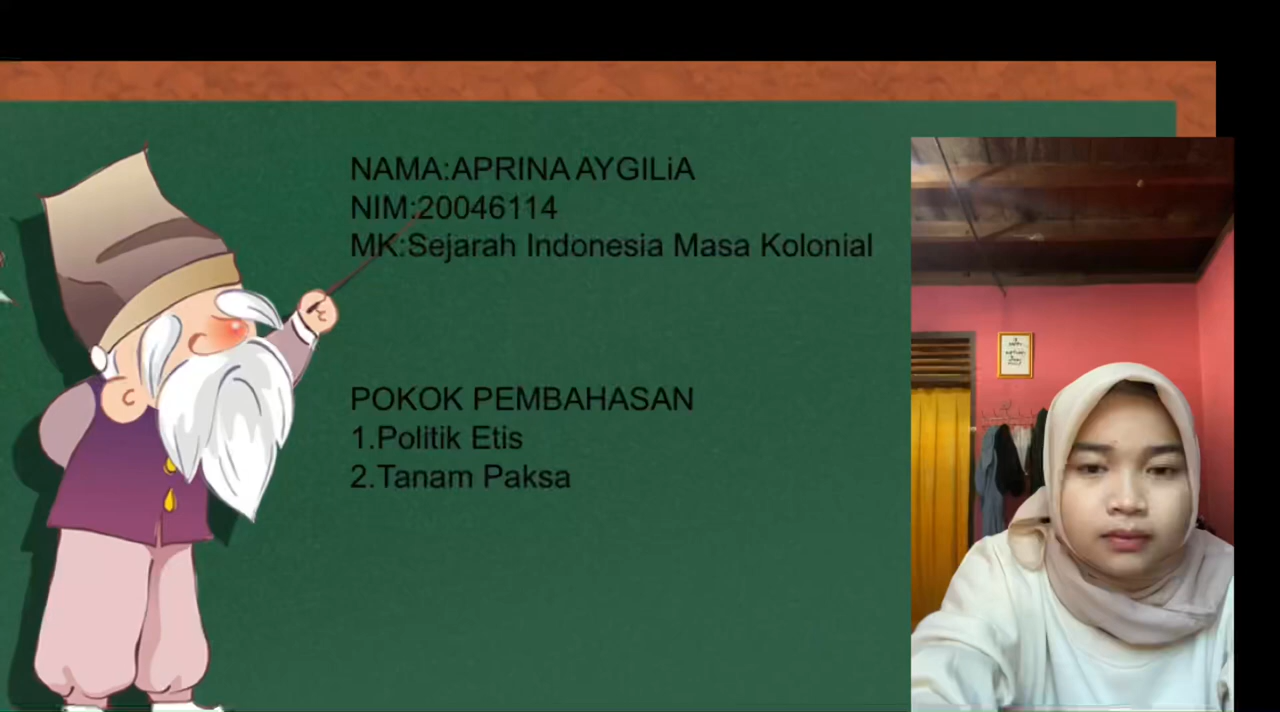 NAMA:APRINA AYGILiA
NIM:20046114
MK:Sejarah Indonesia Masa Kolonial
POKOK PEMBAHASAN
1.Politik Etis
2.Tanam Paksa